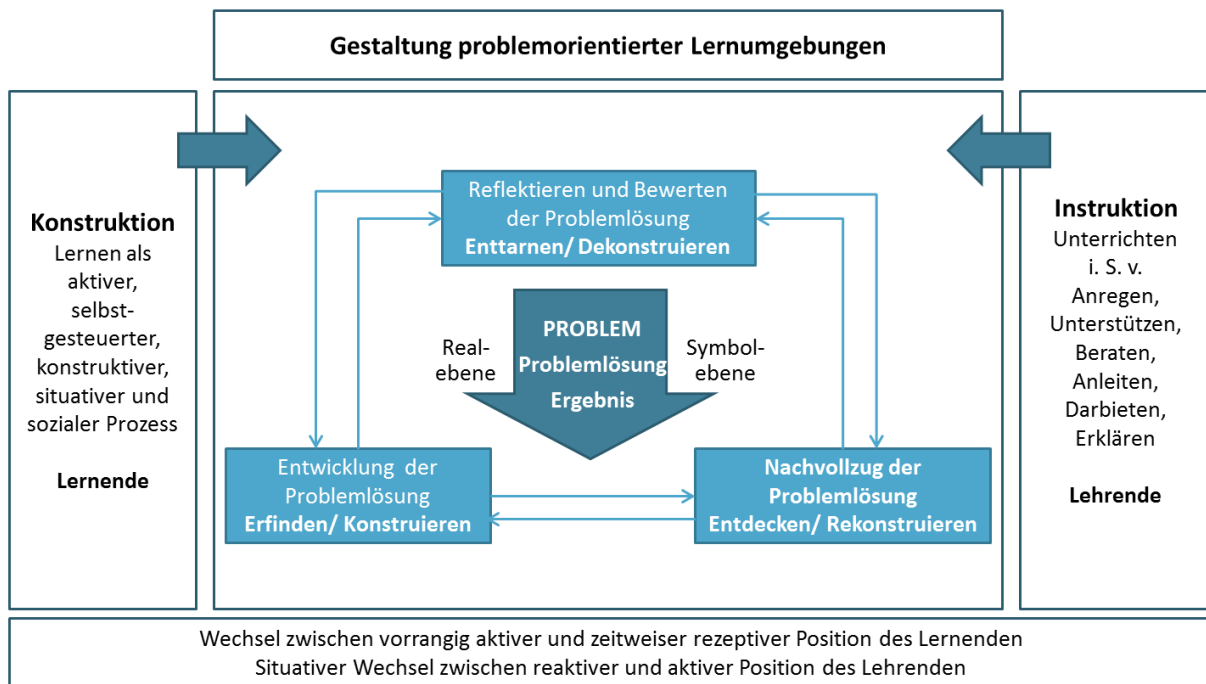 Gestaltung problemorientierter Lernumgebungen
Konstruktion
Lernen als
aktiver,
selbst-
gesteuerter,
konstruktiver,
situativer und
sozialer Prozess
Lernende
Reflektieren und Bewerten
der Problemlösung
Enttarnen/ Dekonstruieren
Real-
ebene
PROBLEM
Problemlösung
Ergebnis
Symbol-
ebene
Entwicklung der
Problemlösung
Erfinden/ Konstruieren
Nachvollzug der
Problemlösung
Entdecken/ Rekonstruieren
Instruktion
Unterrichten
i. S. v.
Anregen,
Unterstützen,
Beraten,
Anleiten,
Darbieten,
Erklären
Lehrende
Wechsel zwischen vorrangig aktiver und zeitweiser rezeptiver Position des Lernenden
Situativer Wechsel zwischen reaktiver und aktiver Position des Lehrenden